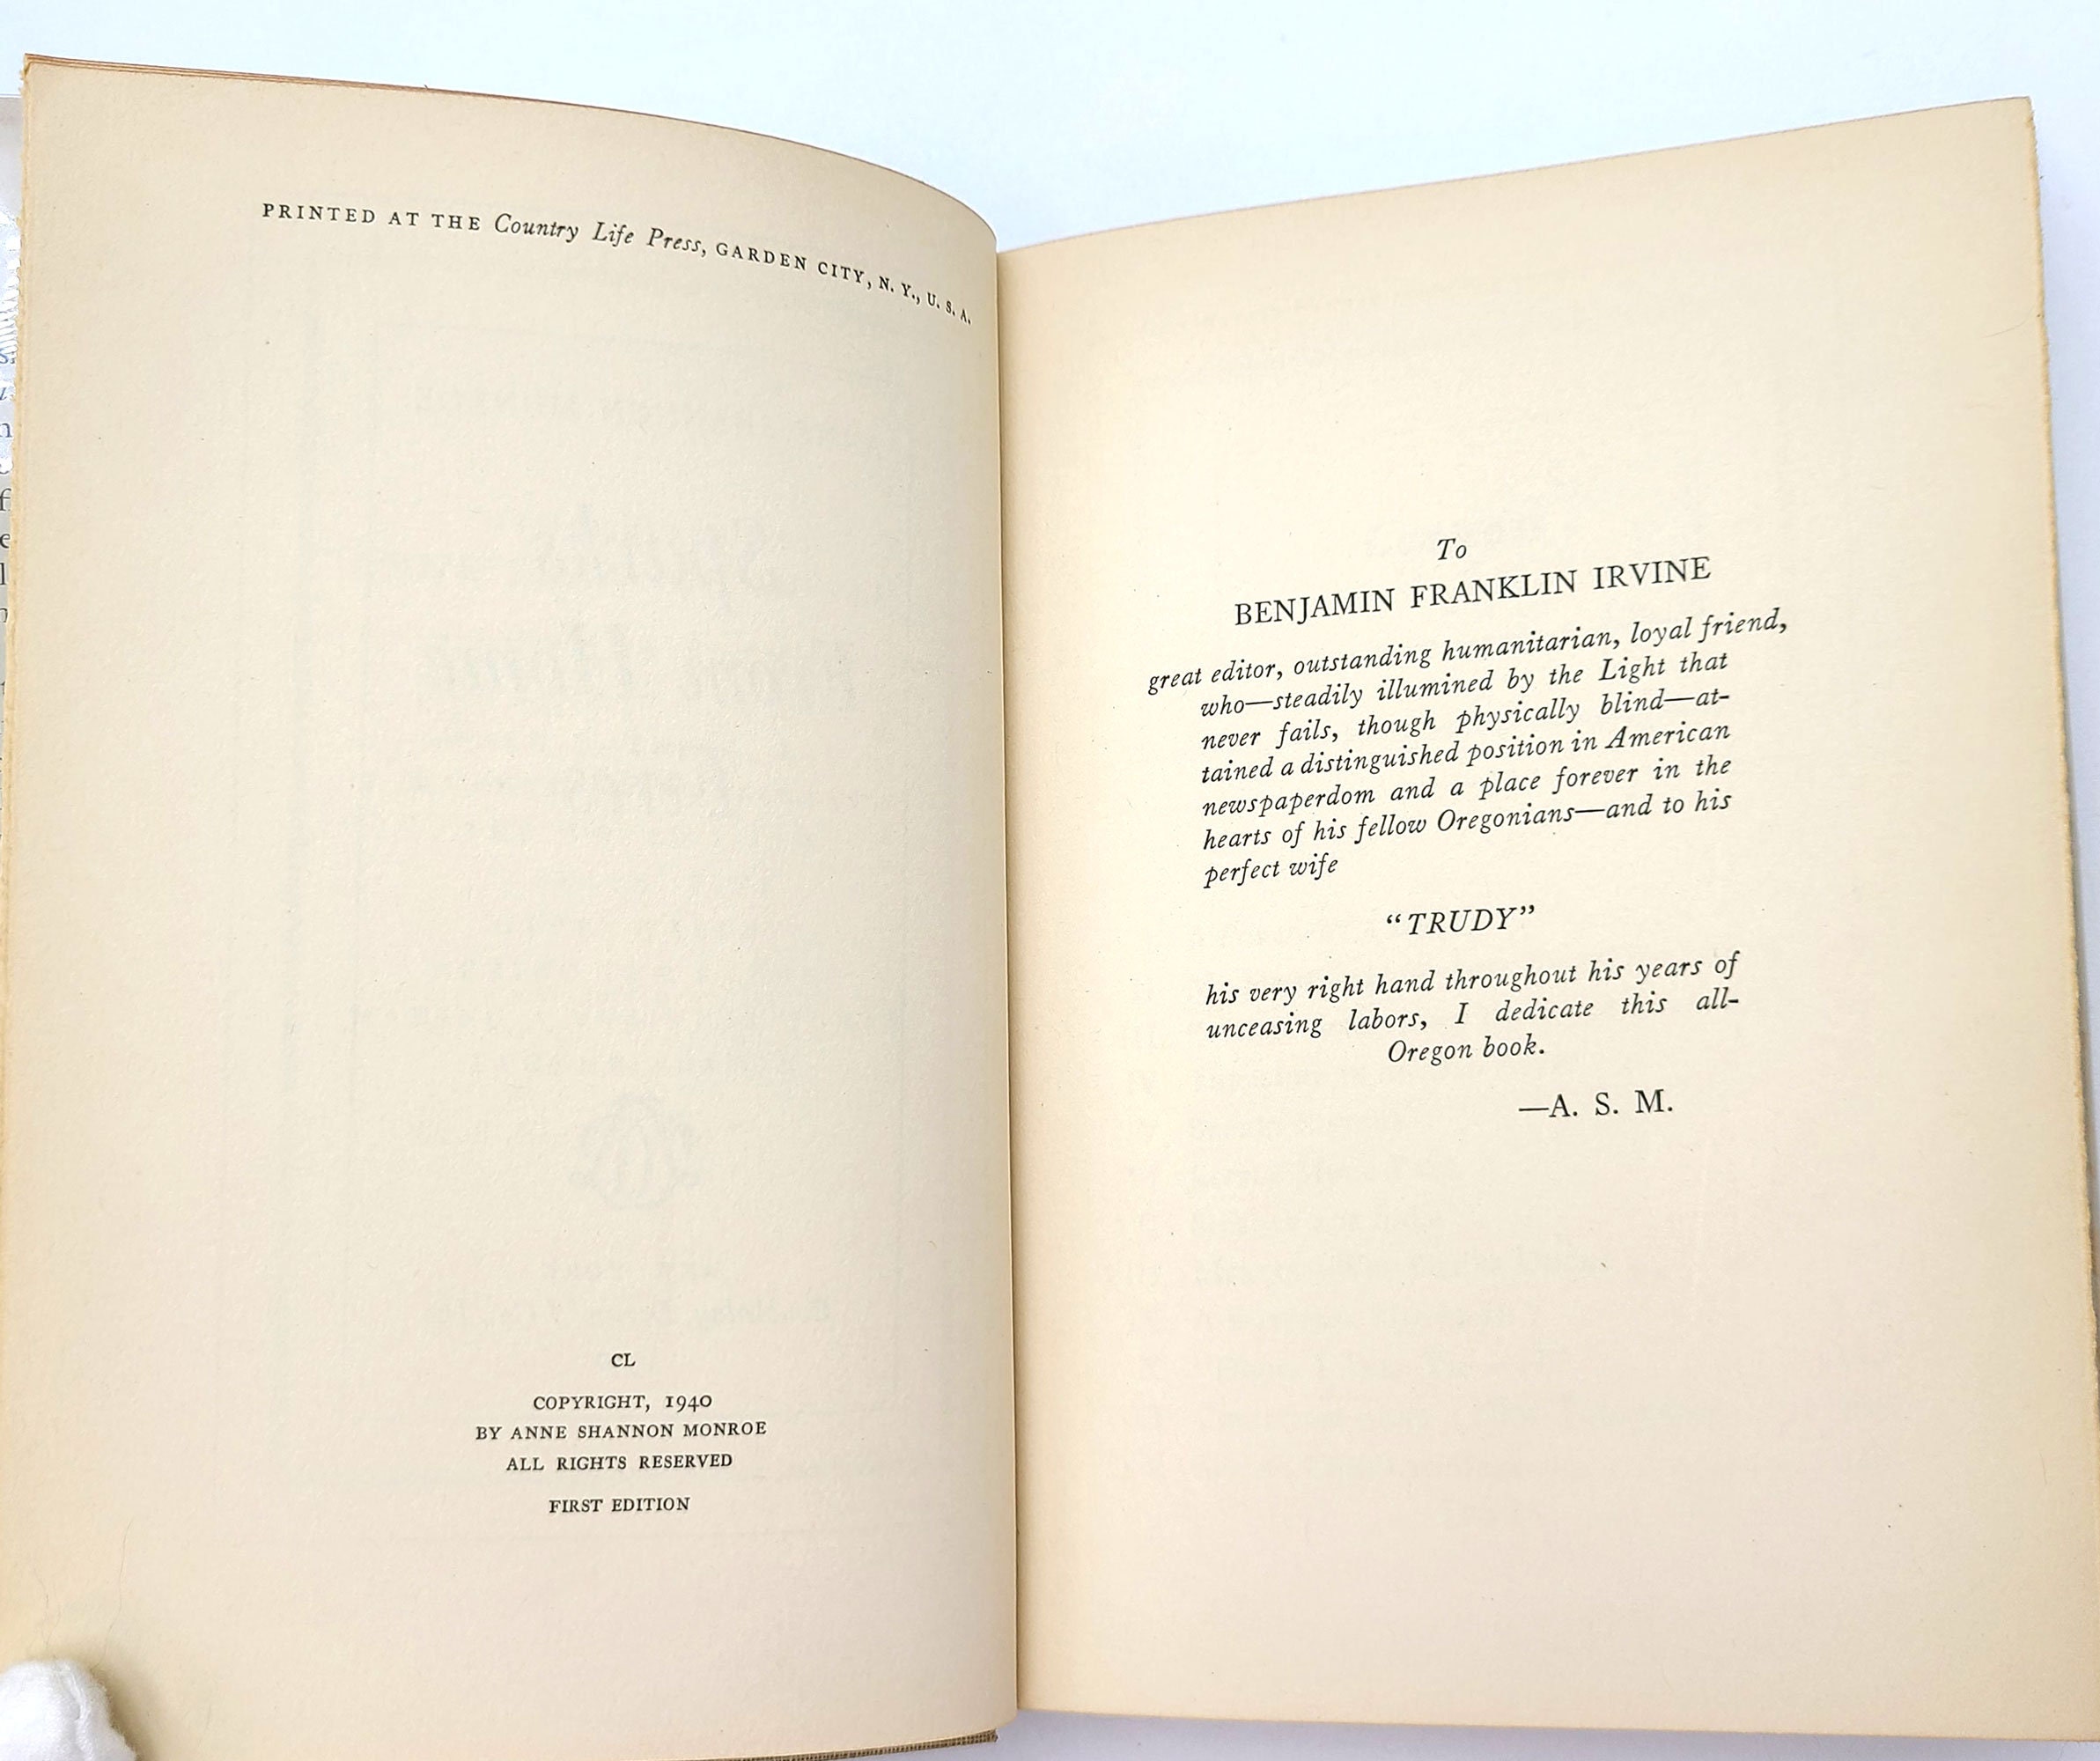 PRINTED AT THE Country Life Press, GARDEN CITY, N. Y., U. S. A.
CL
COPYRIGHT, 1940
BY ANNE SHANNON MONROE
ALL RIGHTS RESERVED
FIRST EDITION
To
BENJAMIN FRANKLIN IRVINE
great editor, outstanding humanitarian, loyal friend,
who—steadily illumined by the Light that
never fails, though physically blind—at-
tained a distinguished position in American
newspaperdom and a place forever in the
hearts of his fellow Oregonians—and to his
perfect wife
“TRUDY”
his very right hand throughout his years of
unceasing labors, I dedicate this all-
Oregon book.
—A. S. M.